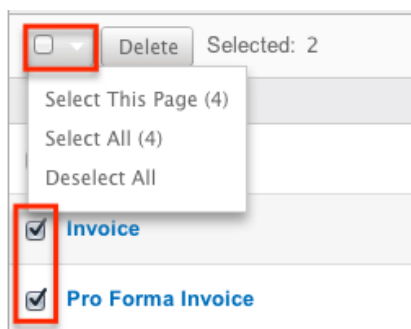 Delete Selected: 2
Select This Page (4)
Select All (4)
Deselect All
Invoice
Pro Forma Invoice